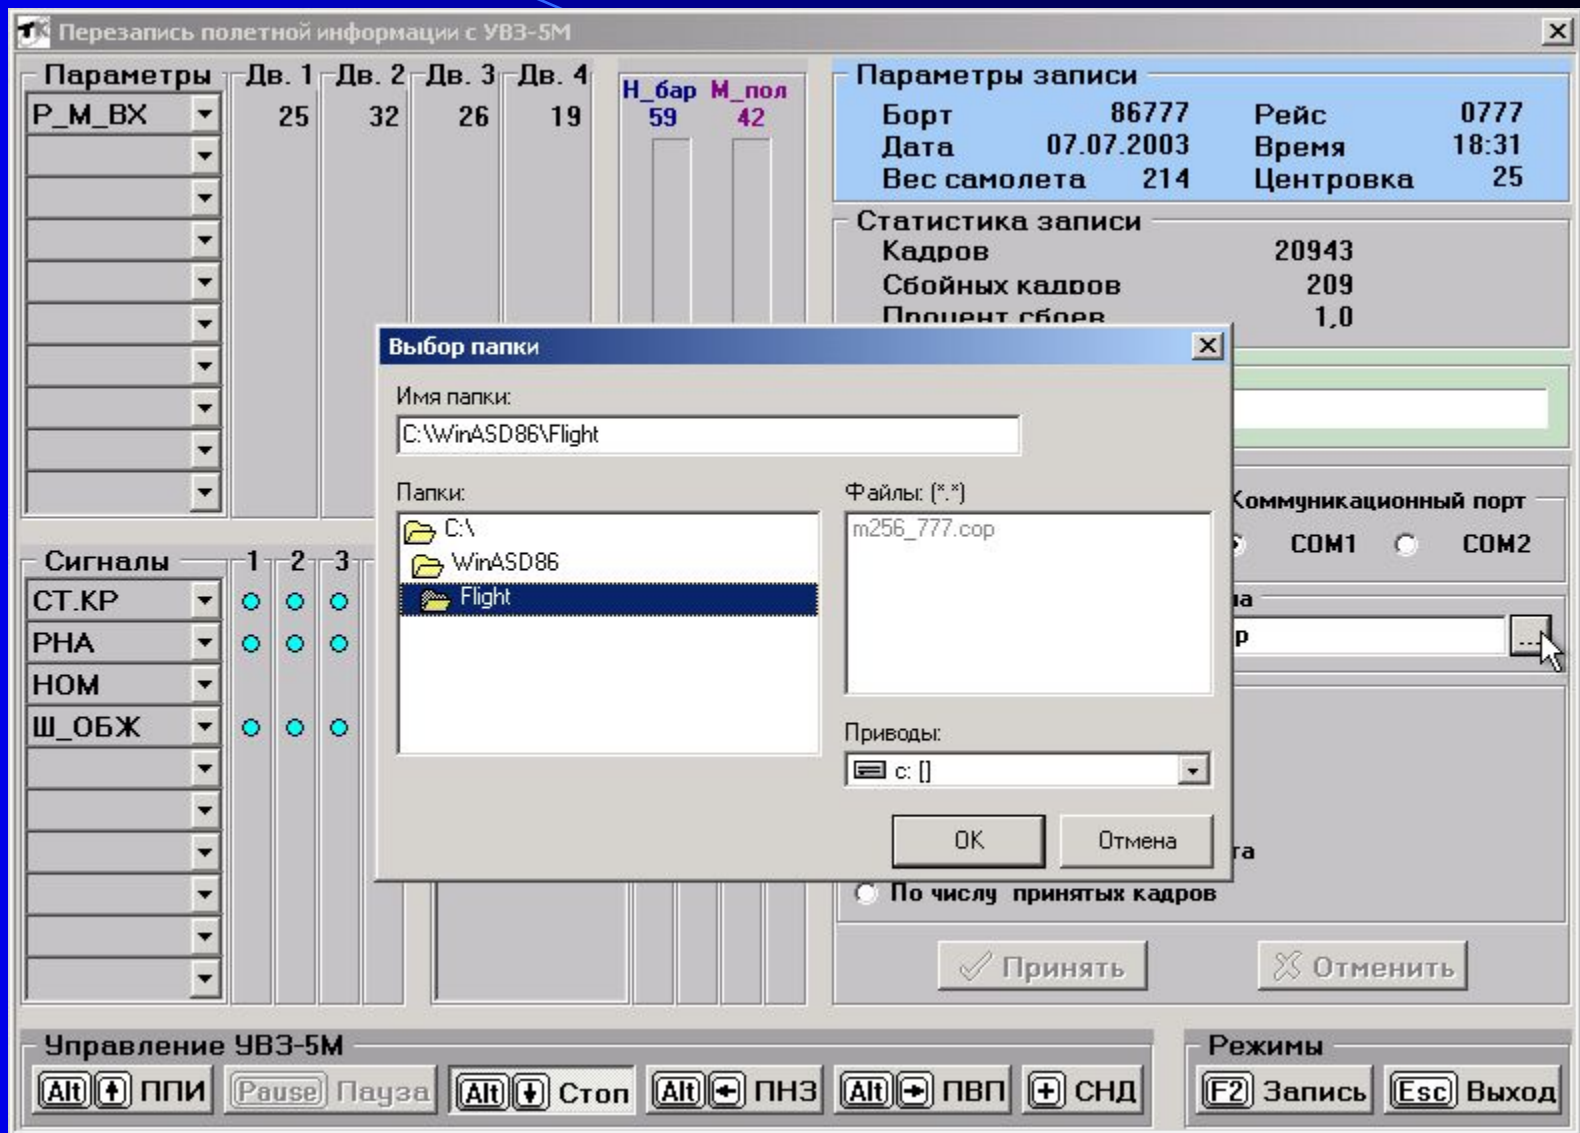 Перезапись полетной информации с УВЗ-5М
Параметры Дв. 1 Дв. 2 Дв. 3 Дв. 4
Р_М_ВХ 25 32 26 19
Н_бар М_пол
59 42
Параметры записи
Борт 86777 Рейс 0777
Дата 07.07.2003 Время 18:31
Вес самолета 214 Центровка 25
Статистика записи
Кадров 20943
Сбойных кадров 209
Процент сбоев 1,0
Выбор папки
Имя папки:
C:\WinASD86\Flight
Папки:
C:\
WinASD86
Flight
Файлы: (*.*)
m256_777.cop
Приводы:
c: []
OK Отмена
Коммуникационный порт
COM1 COM2
Сигналы 1 2 3
СТ.КР
РНА
НОМ
Ш_ОБЖ
...
По числу принятых кадров
Принять Отменить
Управление УВЗ-5М
Alt ППИ Pause Пауза Alt Стоп Alt ПНЗ Alt ПВП + СНД
Режимы
F2 Запись Esc Выход